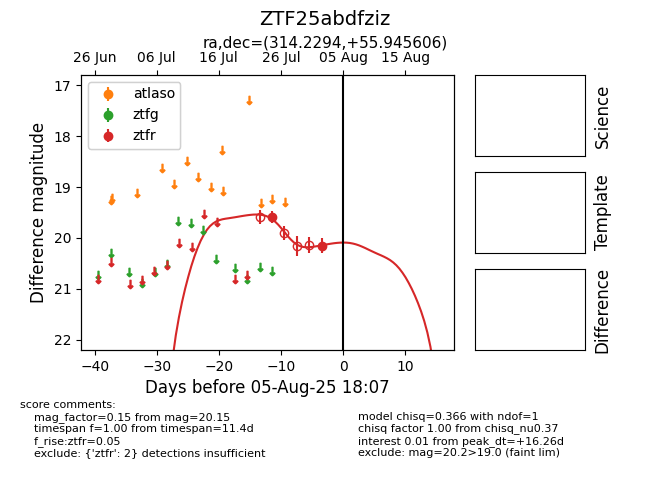 ZTF25abdfziz
ra,dec=(314.2294,+55.945606)
26 Jun 06 Jul 16 Jul 26 Jul 05 Aug 15 Aug
17
18
19
20
21
22
Difference magnitude
atlaso
ztfg
ztfr
−40 −30 −20 −10 0 10
Days before 05-Aug-25 18:07
Science
Template
Difference
score comments:
mag_factor=0.15 from mag=20.15
timespan f=1.00 from timespan=11.4d
f_rise:ztfr=0.05
exclude: {'ztfr': 2} detections insufficient
model chisq=0.366 with ndof=1
chisq factor 1.00 from chisq_nu0.37
interest 0.01 from peak_dt=+16.26d
exclude: mag=20.2>19.0 (faint lim)